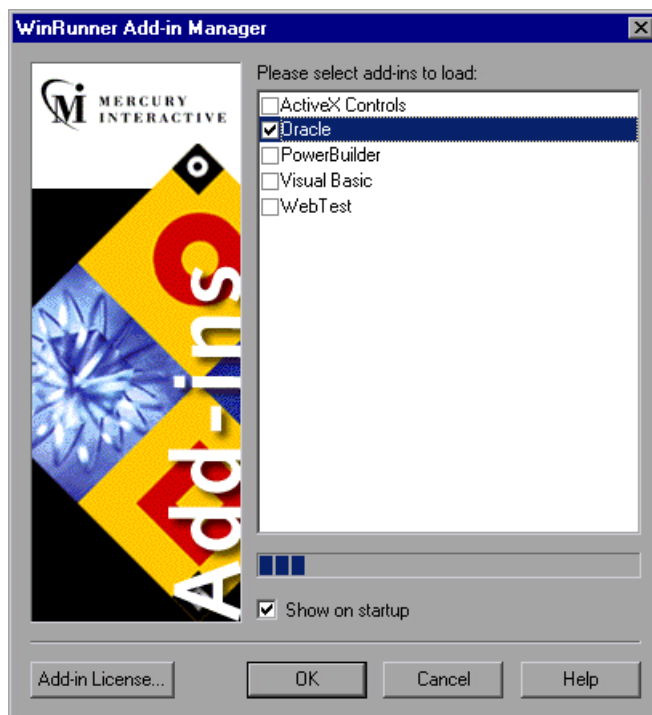 WinRunner Add-in Manager
MERCURY
INTERACTIVE
Add-ins
Please select add-ins to load:
ActiveX Controls
Oracle
PowerBuilder
Visual Basic
WebTest
Show on startup
Add-in License...
OK
Cancel
Help